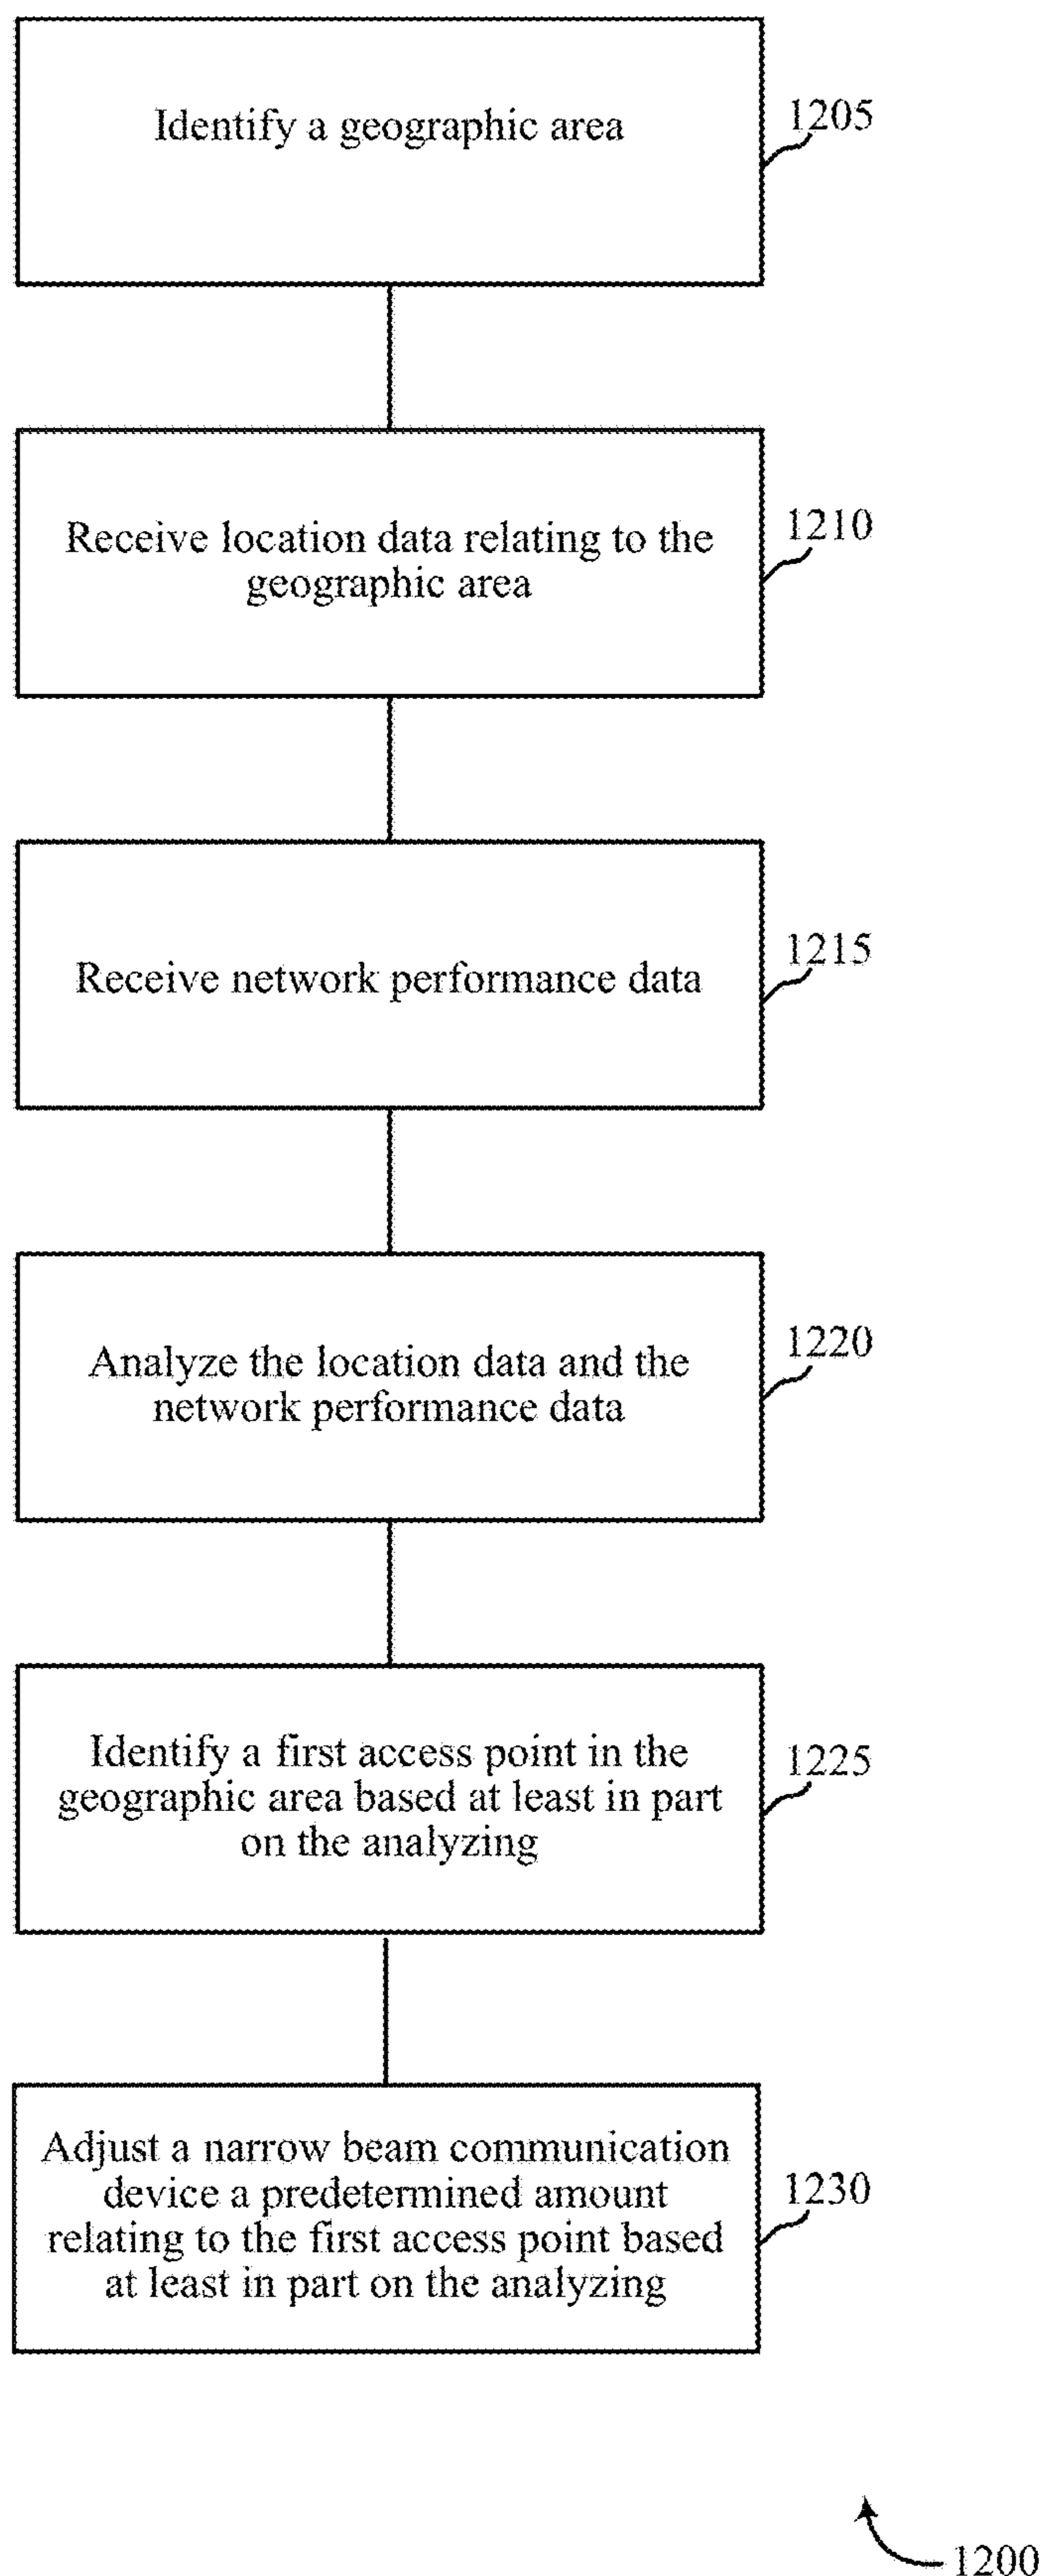 Identify a geographic area
1205
Receive location data relating to the
geographic area
1210
Receive network performance data
1215
Analyze the location data and the
network performance data
1220
Identify a first access point in the
geographic area based at least in part
on the analyzing
1225
Adjust a narrow beam communication
device a predetermined amount
relating to the first access point based
at least in part on the analyzing
1230
1200